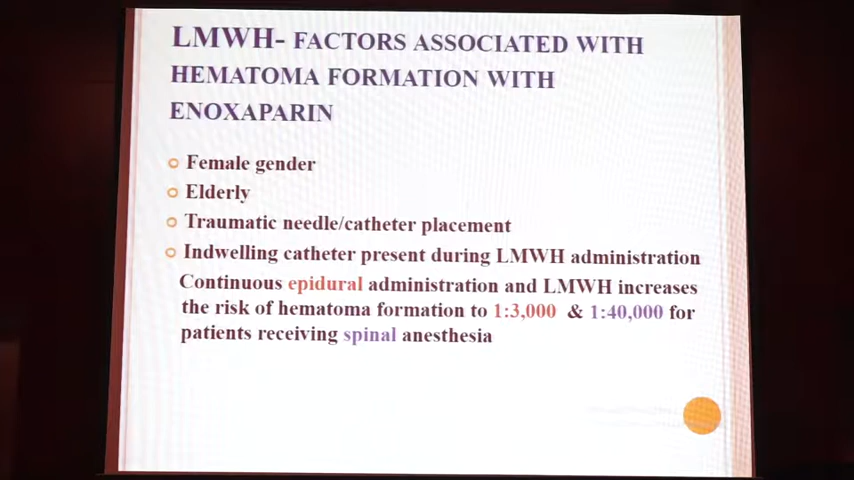 LMWH- FACTORS ASSOCIATED WITH
HEMATOMA FORMATION WITH
ENOXAPARIN
Female gender
Elderly
Traumatic needle/catheter placement
Indwelling catheter present during LMWH administration
Continuous epidural administration and LMWH increases
the risk of hematoma formation to 1:3,000 & 1:40,000 for
patients receiving spinal anesthesia